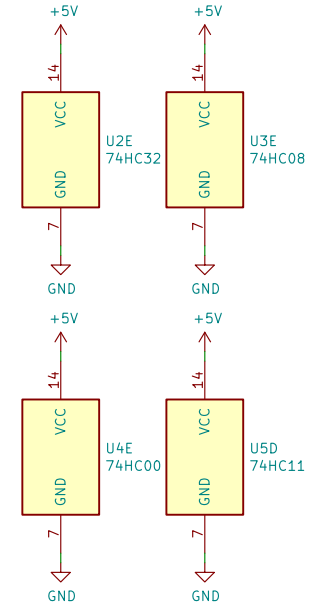 +5V
14
VCC
GND
7
U2E
74HC32
GND
+5V
14
VCC
GND
7
U3E
74HC08
GND
+5V
14
VCC
GND
7
U4E
74HC00
GND
+5V
14
VCC
GND
7
U5D
74HC11
GND